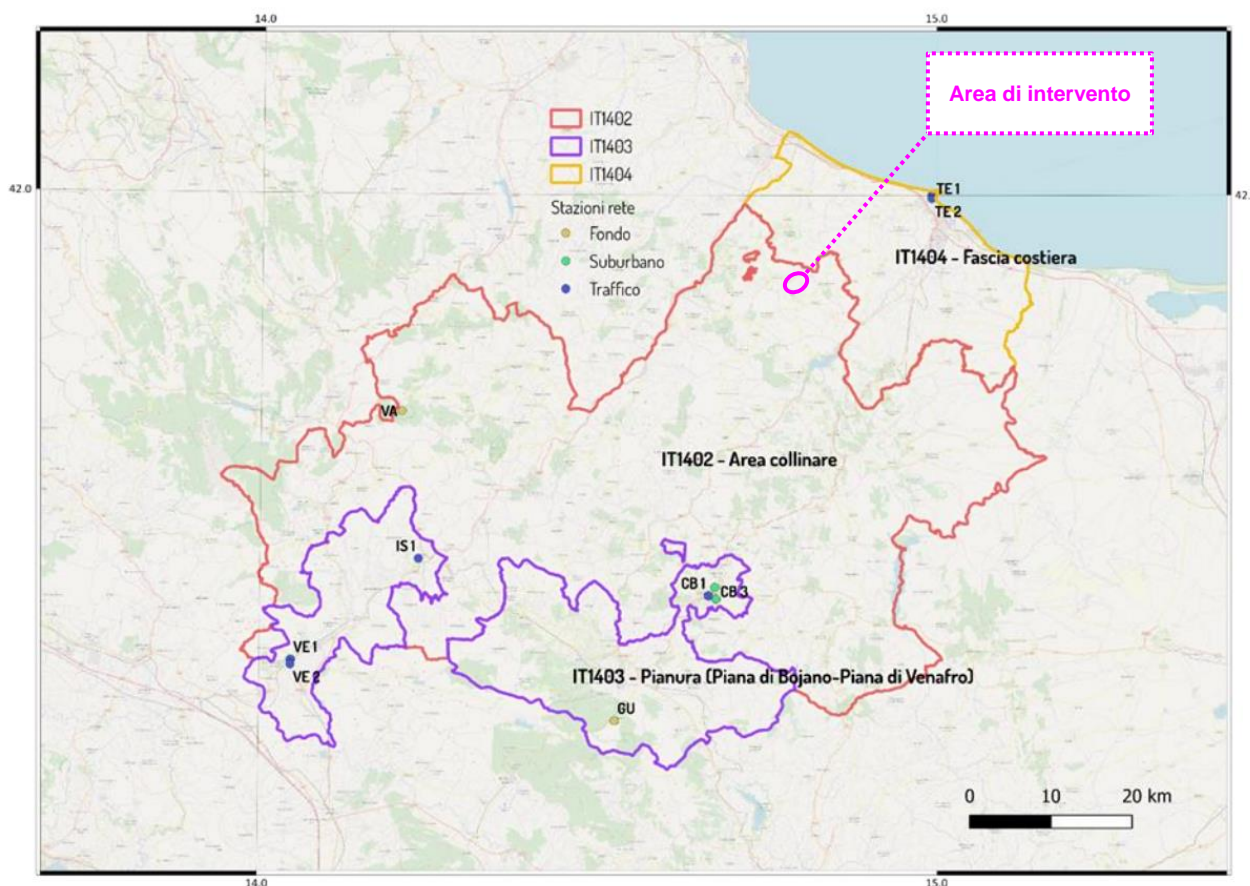 14.0
15.0
Area di intervento
IT1402
IT1403
IT1404
42.0
42.
Stazioni rete
Fondo
Suburbano
Traffico
TE 1
TE 2
IT1404 - Fascia costiera
VA
IT1402 - Area collinare
IS 1
CB 1
CB 3
VE 1
VE 2
IT1403 - Pianura (Piana di Bojano-Piana di Venafro)
GU
0 10 20 km
14.0
15.0